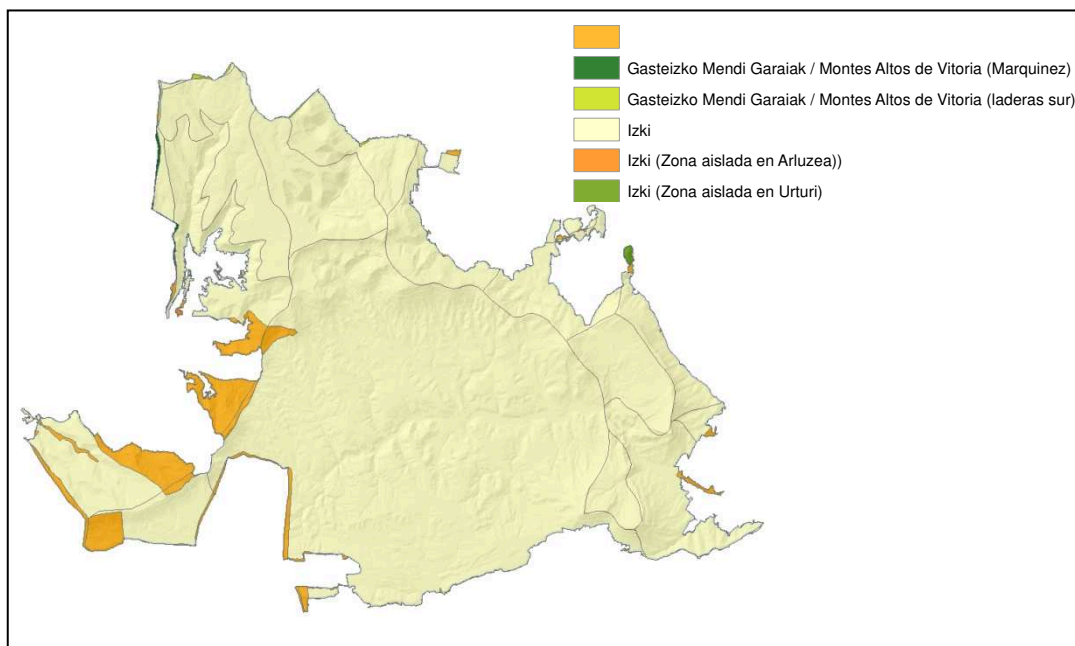 Gasteizko Mendi Garaiak / Montes Altos de Vitoria (Marquinez)
Gasteizko Mendi Garaiak / Montes Altos de Vitoria (laderas sur)
Izki
Izki (Zona aislada en Arluzea))
Izki (Zona aislada en Urturi)